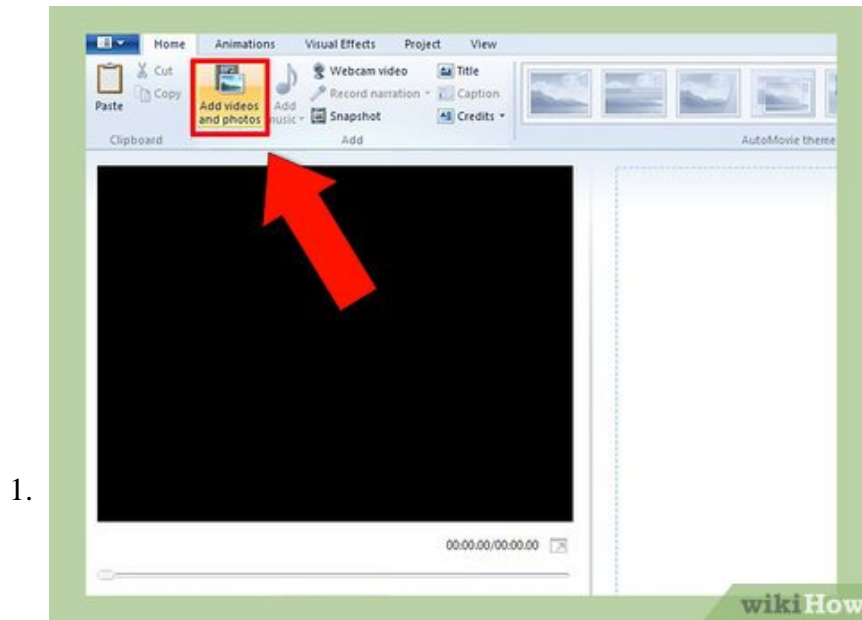 Home Animations Visual Effects Project View
Paste
Cut
Copy
Clipboard
Add videos
and photos
Add
music
Webcam video
Record narration
Snapshot
Add
Title
Caption
Credits
AutoMovie theme
00:00.00/00:00.00
1.
wikiHow